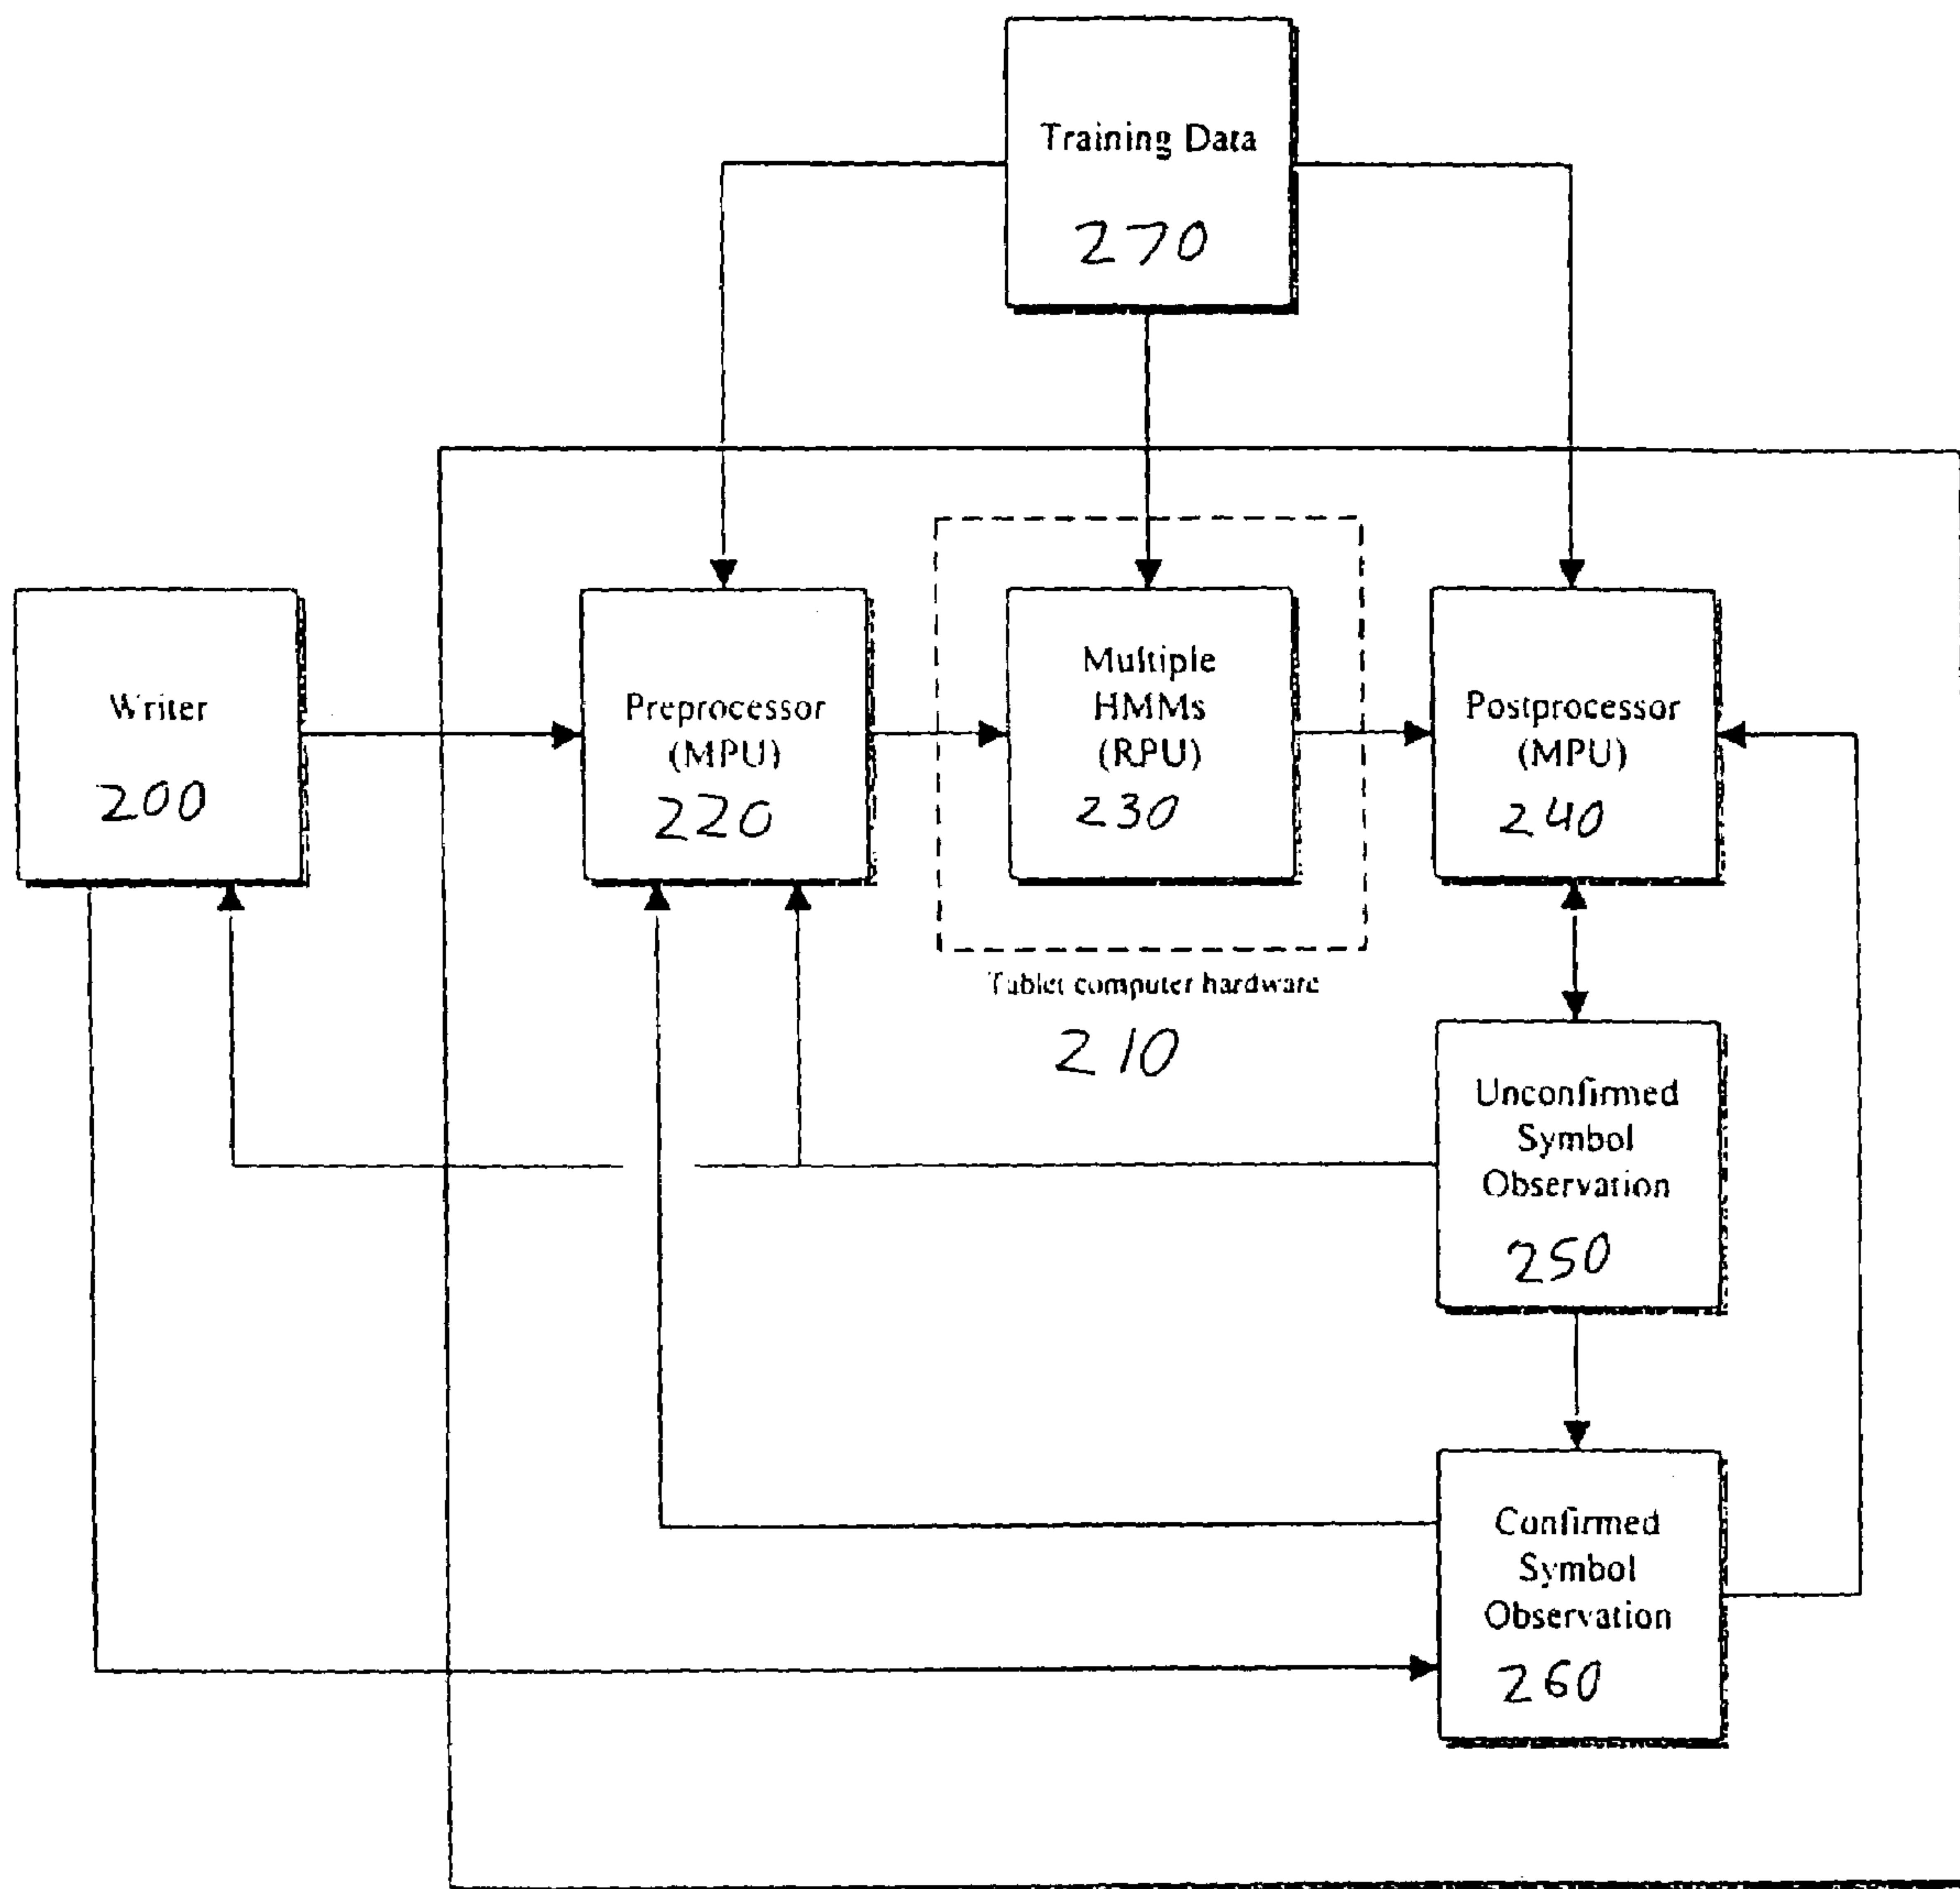 Training Data
270
Writer
200
Preprocessor
(MPU)
220
Multiple
HMMs
(RPU)
230
Postprocessor
(MPU)
240
Tablet computer hardware
210
Unconfirmed
Symbol
Observation
250
Confirmed
Symbol
Observation
260